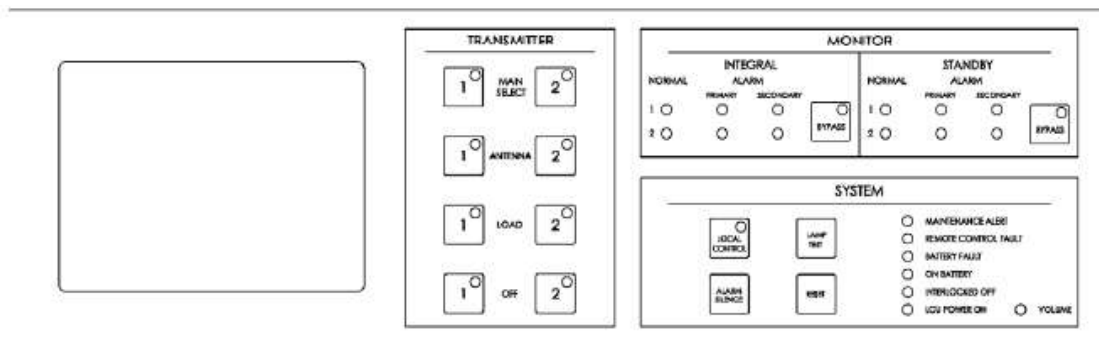 TRANSMITTER
1 MAIN SELECT 2
1 ANTENNA 2
1 LOAD 2
1 OFF 2
MONITOR
INTEGRAL
NORMAL ALARM
PRIMARY SECONDARY
1
2
BYPASS
STANDBY
NORMAL ALARM
PRIMARY SECONDARY
1
2
BYPASS
SYSTEM
LOCAL CONTROL
LAMP TEST
ALARM SILENCE
RESET
MAINTENANCE ALERT
REMOTE CONTROL FAULT
BATTERY FAULT
ON BATTERY
INTERLOCKED OFF
LCU POWER ON
VOLUME